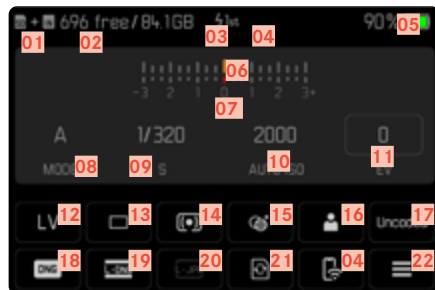 696 free/84.1GB 1st 90%
01 02 03 04 05
06
-3 2 1 0 1 2 3+
07
A 1/320 2000 0
MODE 08 09 S AUTO ISO 10 EV 11
LV 12 13 14 15 16 Uncoded 17
DNG 18 19 20 21 04 22